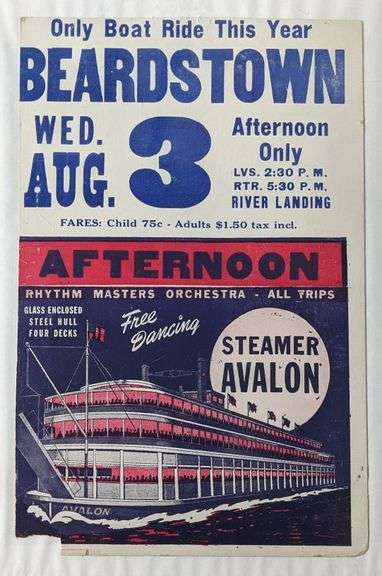 Only Boat Ride This Year
BEARDSTOWN
WED.
AUG. 3
Afternoon
Only
LVS. 2:30 P. M.
RTR. 5:30 P. M.
RIVER LANDING
FARES: Child 75c - Adults $1.50 tax incl.
AFTERNOON
RHYTHM MASTERS ORCHESTRA - ALL TRIPS
GLASS ENCLOSED
STEEL HULL
FOUR DECKS
Free
Dancing
STEAMER
AVALON
AVALON